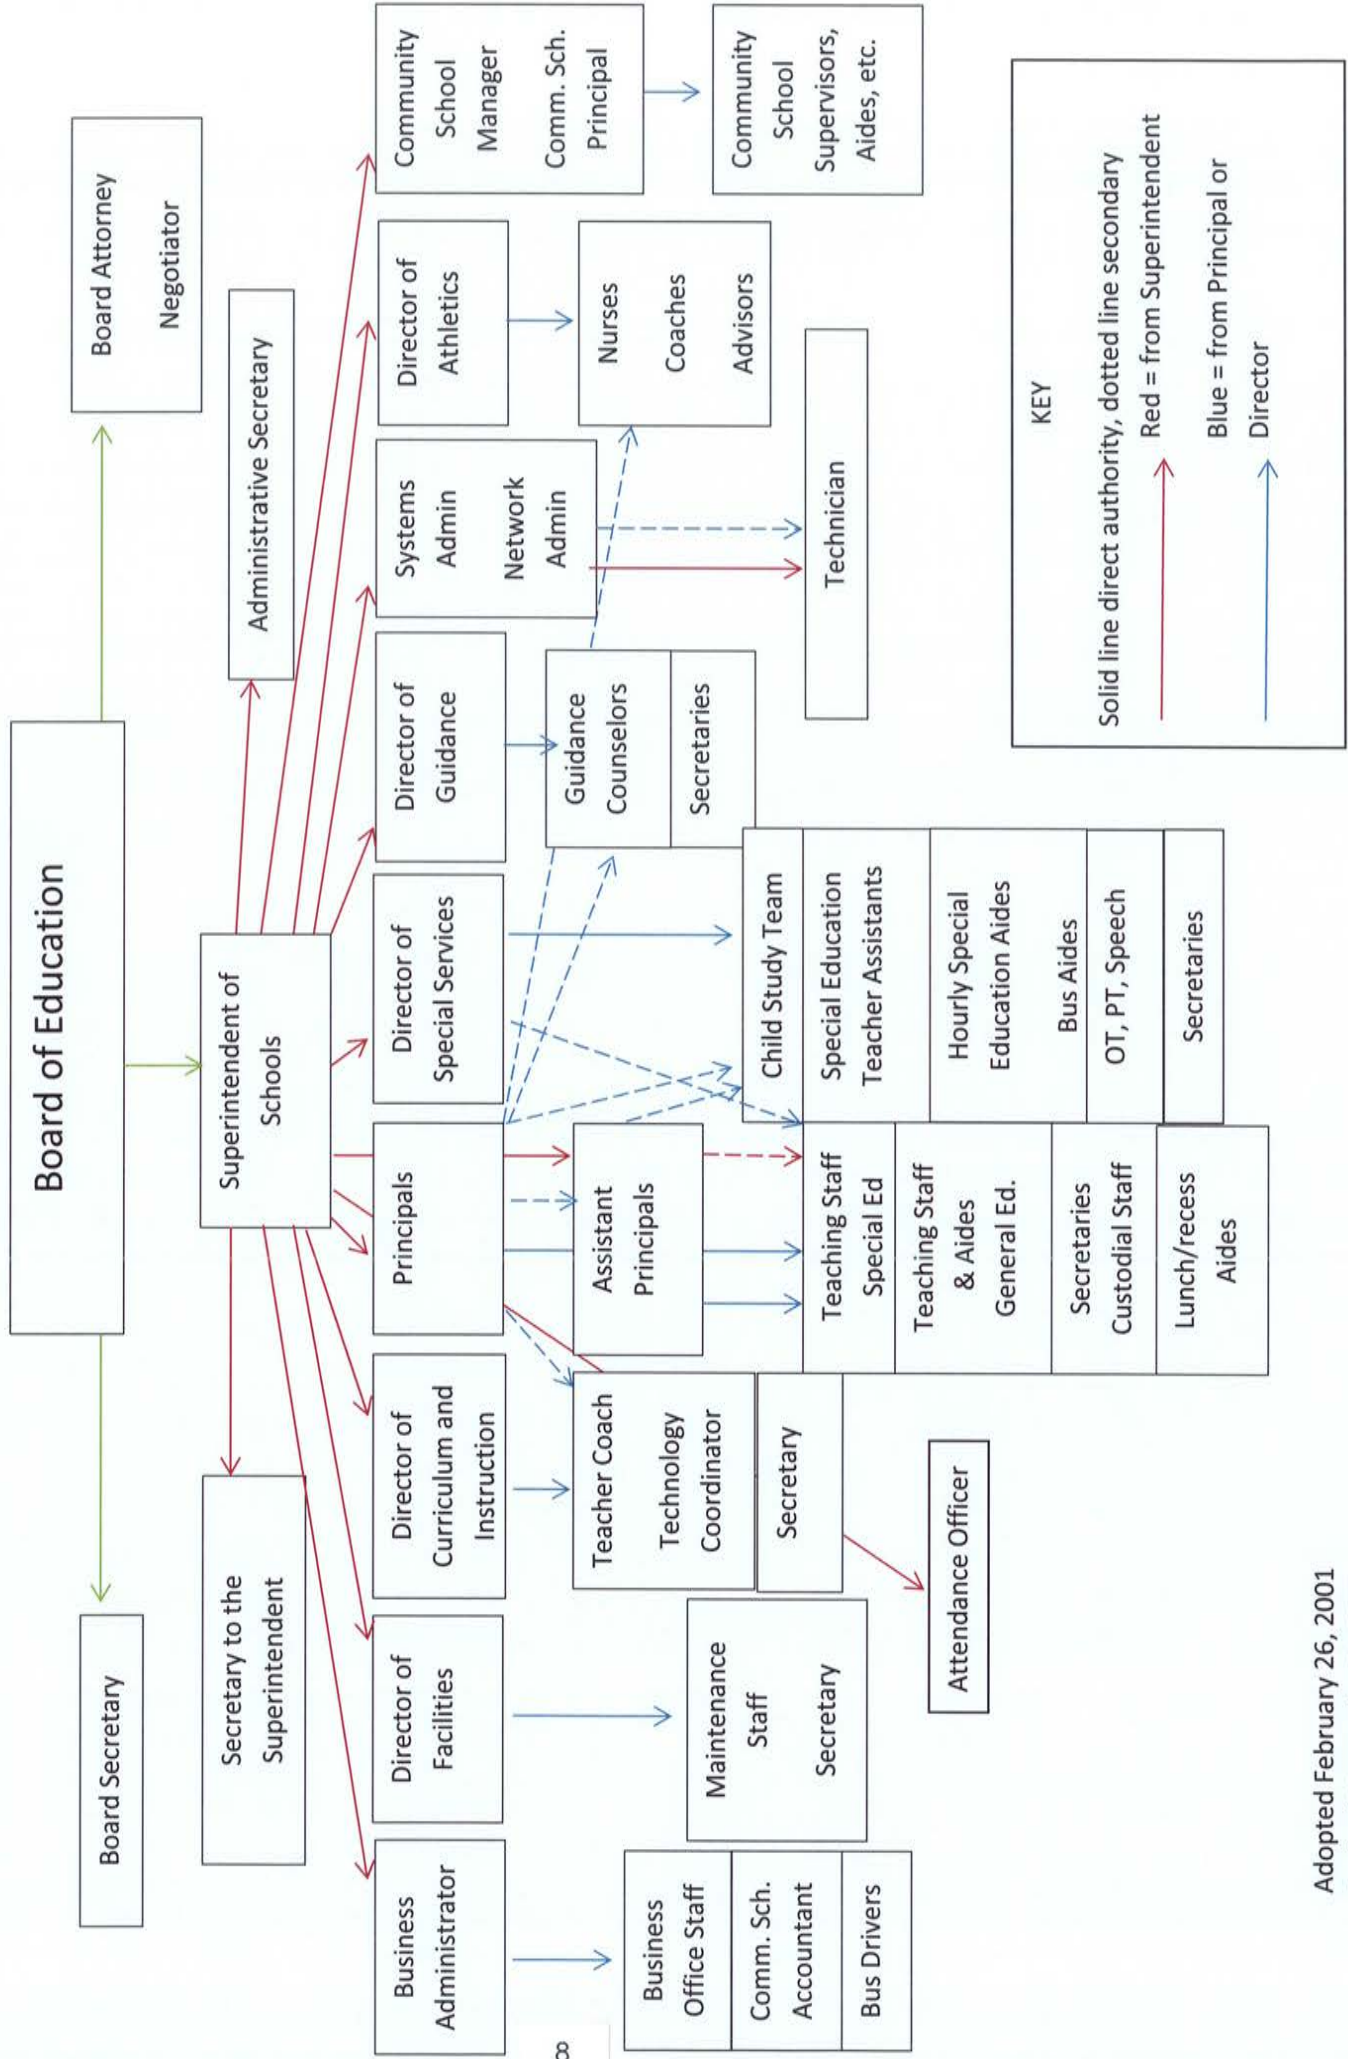 Board of Education
Board Secretary
Board Attorney
Negotiator
Superintendent of
Schools
Secretary to the
Superintendent
Administrative Secretary
Business
Administrator
Director of
Facilities
Director of
Curriculum and
Instruction
Principals
Director of
Special Services
Director of
Guidance
Systems
Admin
Network
Admin
Director of
Athletics
Community
School
Manager
Comm. Sch.
Principal
Business
Office Staff
Comm. Sch.
Accountant
Bus Drivers
Maintenance
Staff
Secretary
Teacher Coach
Technology
Coordinator
Secretary
Attendance Officer
Assistant
Principals
Teaching Staff
Special Ed
Teaching Staff
& Aides
General Ed.
Secretaries
Custodial Staff
Lunch/recess
Aides
Child Study Team
Special Education
Teacher Assistants
Hourly Special
Education Aides
Bus Aides
OT, PT, Speech
Secretaries
Guidance
Counselors
Secretaries
Technician
Nurses
Coaches
Advisors
Community
School
Supervisors,
Aides, etc.
KEY
Solid line direct authority, dotted line secondary
Red = from Superintendent
Blue = from Principal or
Director
Adopted February 26, 2001
8